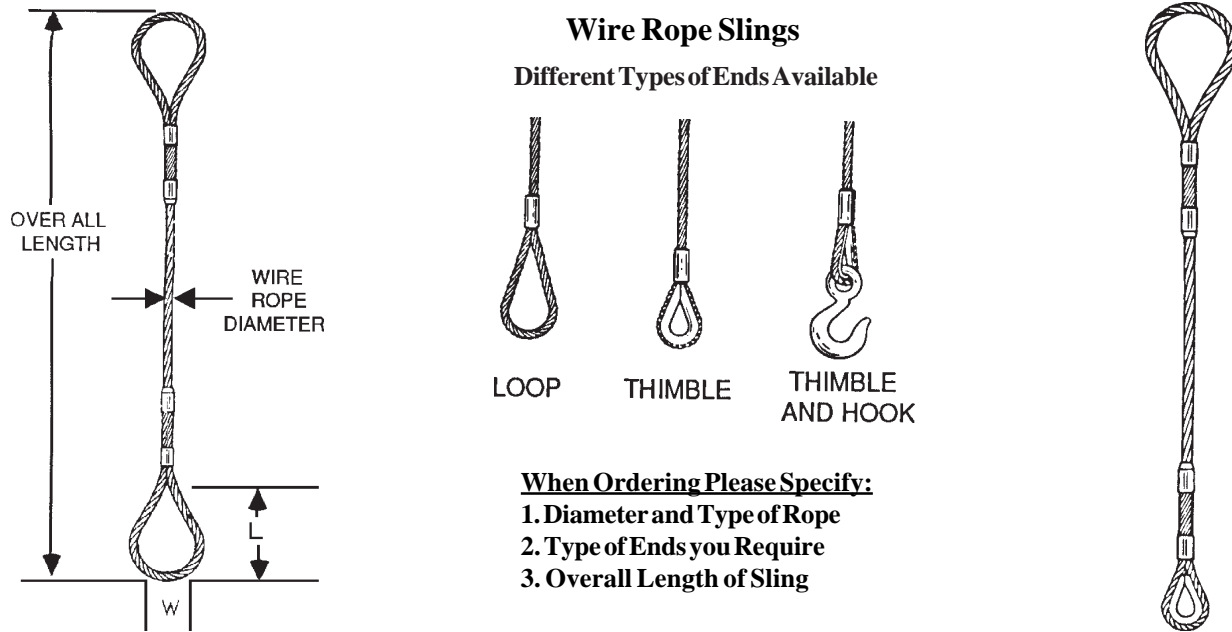 Wire Rope Slings
Different Types of Ends Available
OVER ALL
LENGTH
WIRE
ROPE
DIAMETER
L
W
LOOP
THIMBLE
THIMBLE
AND HOOK
When Ordering Please Specify:
1. Diameter and Type of Rope
2. Type of Ends you Require
3. Overall Length of Sling